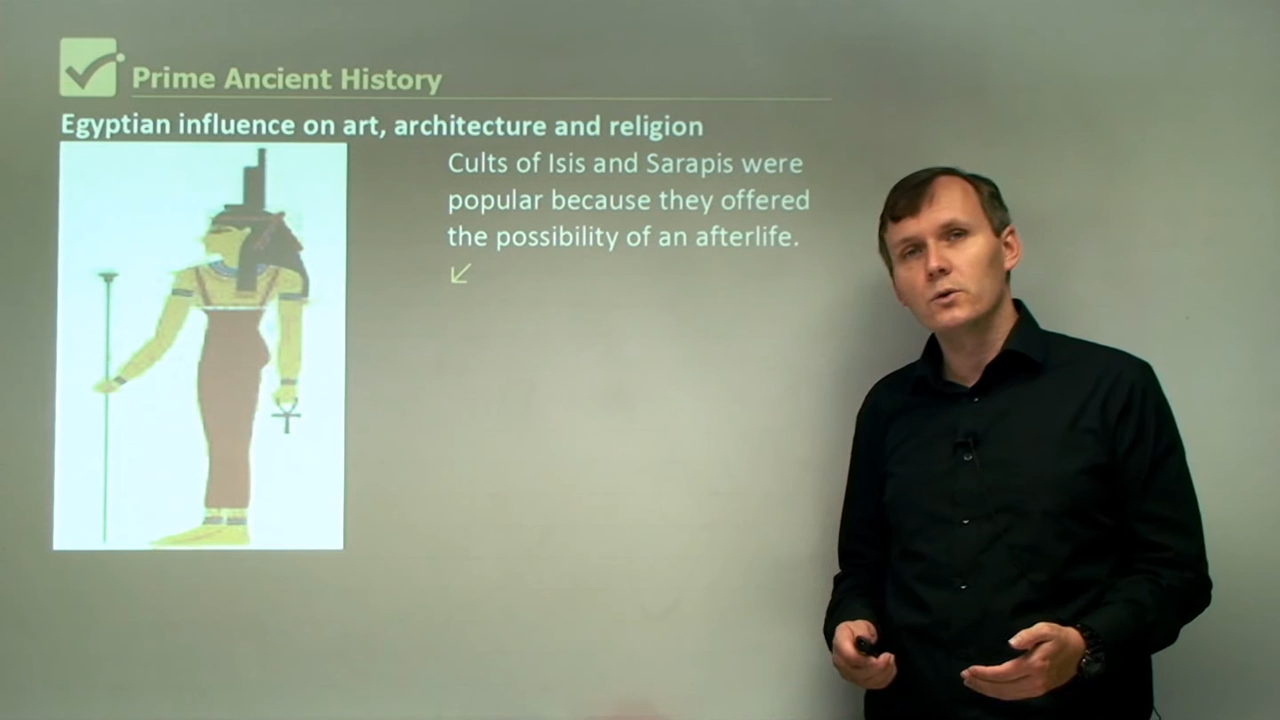 Prime Ancient History
Egyptian influence on art, architecture and religion
Cults of Isis and Sarapis were
popular because they offered
the possibility of an afterlife.